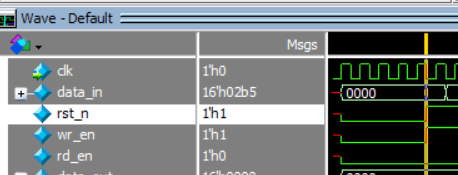 Wave - Default
Msgs
clk 1'h0
data_in 16'h02b5 0000
rst_n 1'h1
wr_en 1'h1
rd_en 1'h0